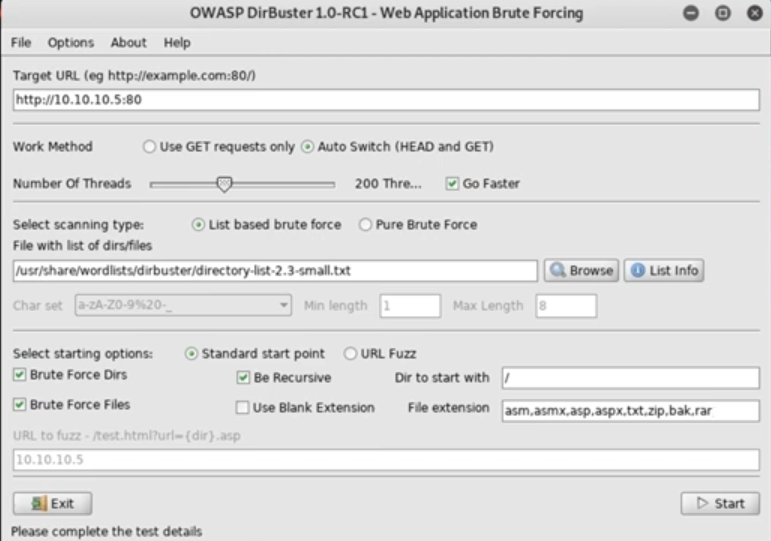 OWASP DirBuster 1.0-RC1 - Web Application Brute Forcing
File Options About Help
Target URL (eg http://example.com:80/)
http://10.10.10.5:80
Work Method Use GET requests only Auto Switch (HEAD and GET)
Number Of Threads 200 Thre... Go Faster
Select scanning type: List based brute force Pure Brute Force
File with list of dirs/files
/usr/share/wordlists/dirbuster/directory-list-2.3-small.txt Browse List Info
Char set a-zA-Z0-9%20-_ Min length 1 Max Length 8
Select starting options: Standard start point URL Fuzz
Brute Force Dirs Be Recursive Dir to start with /
Brute Force Files Use Blank Extension File extension asm,asmx,asp,aspx,txt,zip,bak,rar
URL to fuzz - /test.html?url={dir}.asp
10.10.10.5
Exit Start
Please complete the test details